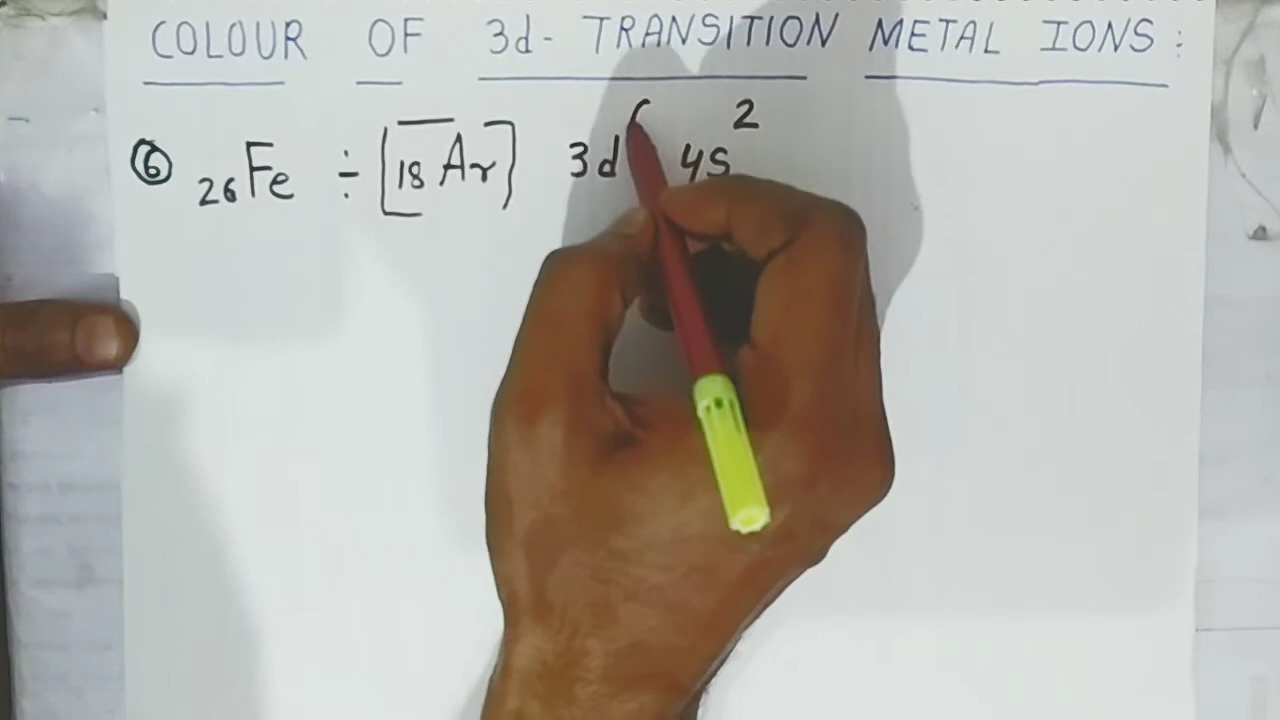 COLOUR OF 3d- TRANSITION METAL IONS:
⑥ ₂₆Fe ÷ [₁₈Ar] 3d 4s²